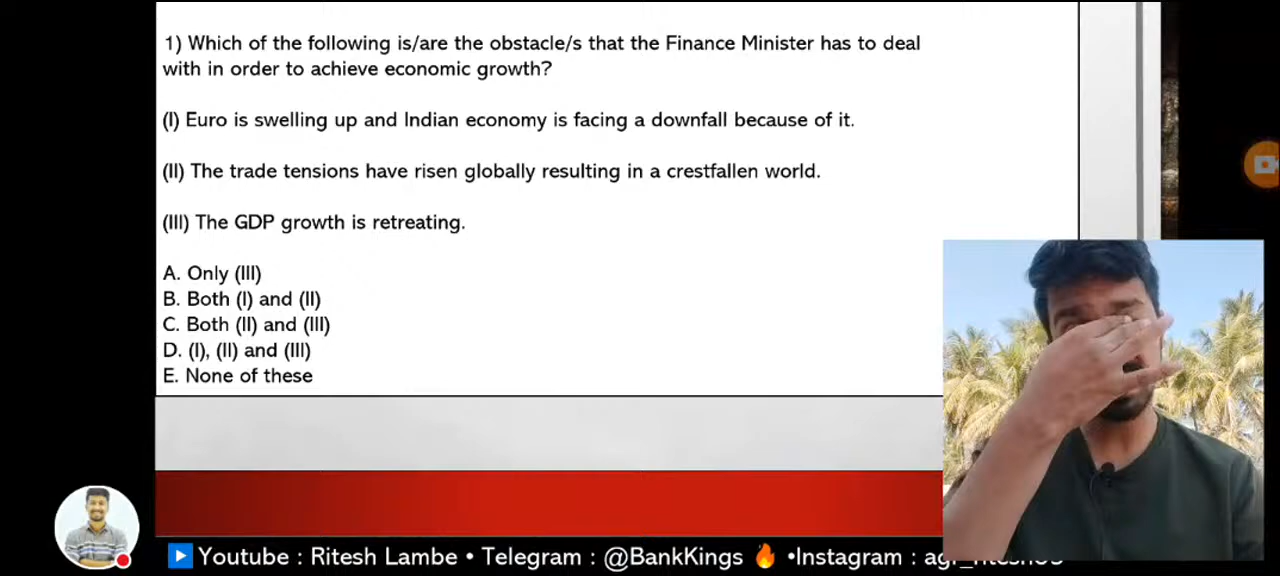 1) Which of the following is/are the obstacle/s that the Finance Minister has to deal
with in order to achieve economic growth?
(I) Euro is swelling up and Indian economy is facing a downfall because of it.
(II) The trade tensions have risen globally resulting in a crestfallen world.
(III) The GDP growth is retreating.
A. Only (III)
B. Both (I) and (II)
C. Both (II) and (III)
D. (I), (II) and (III)
E. None of these
Youtube : Ritesh Lambe • Telegram : @BankKings 🔥 •Instagram :